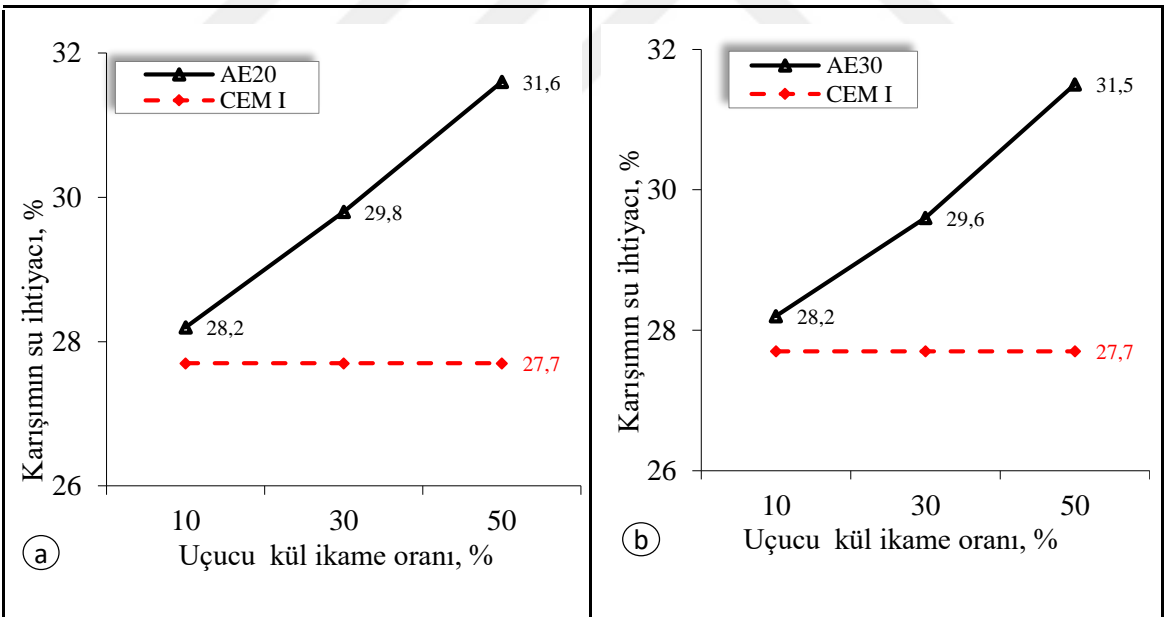 32
30
28
26
Karışımın su ihtiyacı, %
AE20
CEM I
31,6
29,8
28,2
27,7
10 30 50
Uçucu kül ikame oranı, %
a
32
30
28
26
Karışımın su ihtiyacı, %
AE30
CEM I
31,5
29,6
28,2
27,7
10 30 50
Uçucu kül ikame oranı, %
b